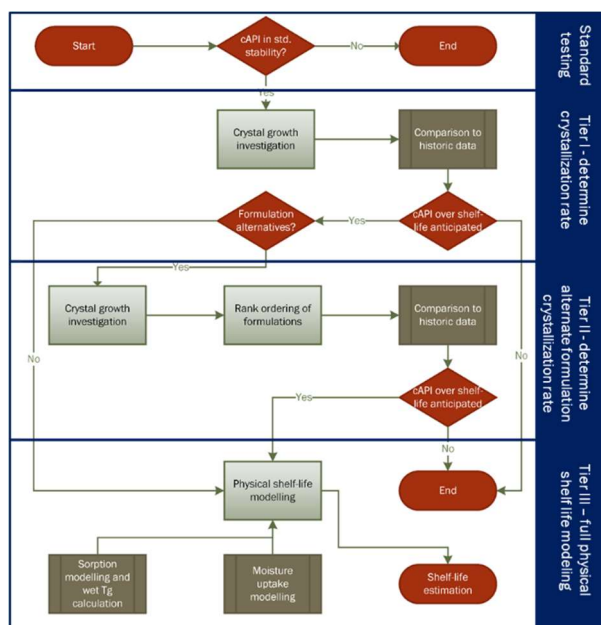 Start
cAPI in std.
stability?
No
End
Standard
testing
Yes
Crystal growth
investigation
Comparison to
historic data
Formulation
alternatives?
Yes
cAPI over shelf-
life anticipated
Tier I - determine
crystallization rate
Yes
Crystal growth
investigation
Rank ordering of
formulations
Comparison to
historic data
No
No
Yes
cAPI over shelf-
life anticipated
No
Tier II - determine
alternate formulation
crystallization rate
Physical shelf-life
modelling
End
Sorption
modelling and
wet Tg
calculation
Moisture
uptake
modelling
Shelf-life
estimation
Tier III – full physical
shelf life modeling